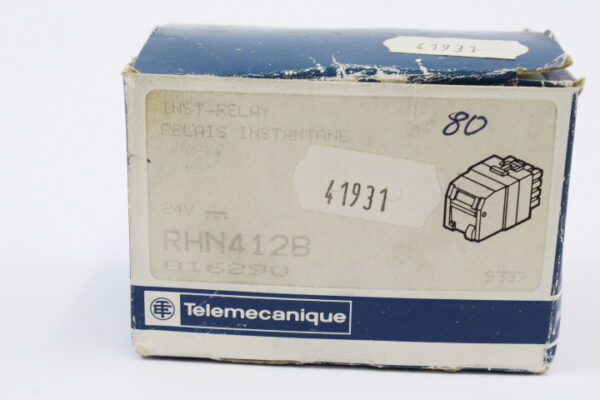 41931
INST-RELAY
RELAIS INSTANTANE
80
41931
24V
RHN412B
016290
9337
Telemecanique